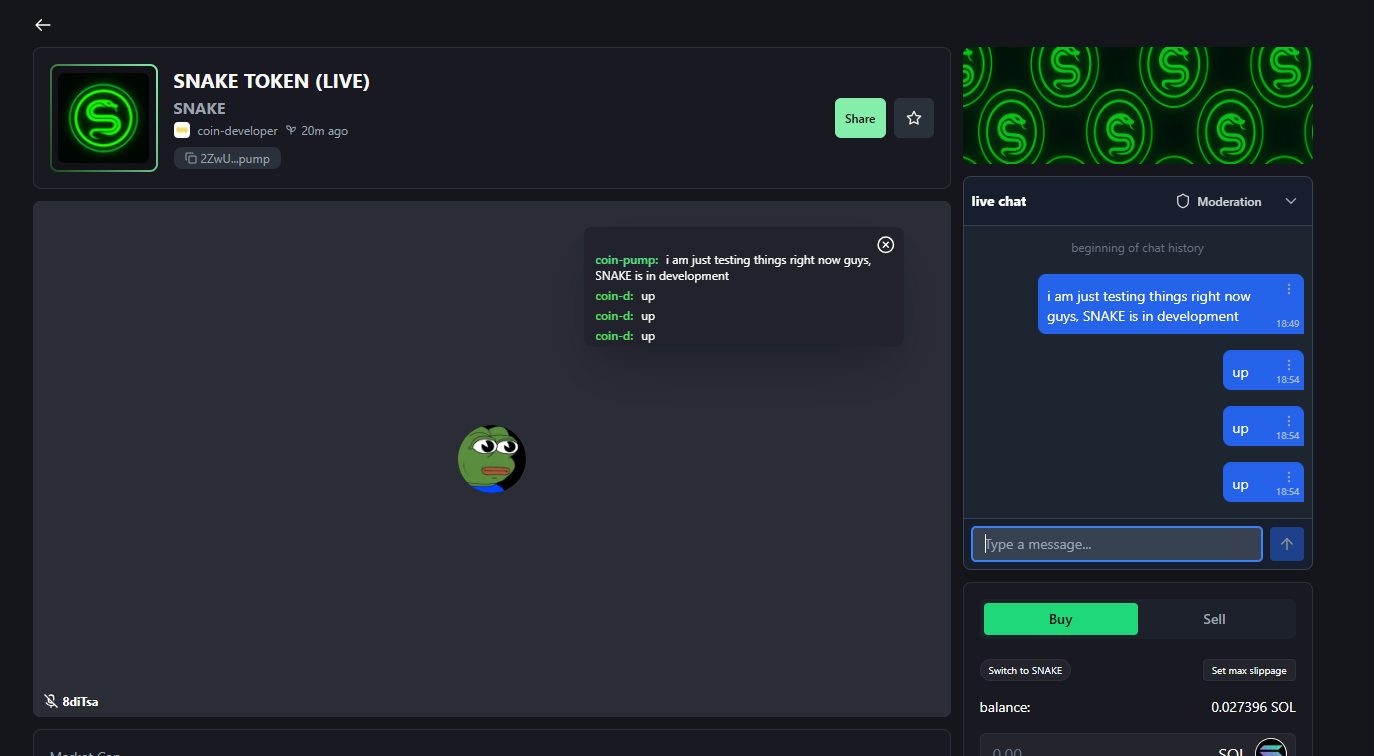 SNAKE TOKEN (LIVE)
SNAKE
coin-developer 20m ago
2ZwU...pump
Share
coin-pump: i am just testing things right now guys,
SNAKE is in development
coin-d: up
coin-d: up
coin-d: up
8diTsa
Market Cap
live chat
Moderation
beginning of chat history
i am just testing things right now
guys, SNAKE is in development
18:49
up
18:54
up
18:54
up
18:54
Type a message...
Buy
Sell
Switch to SNAKE
Set max slippage
balance:
0.027396 SOL
0.00
SOL